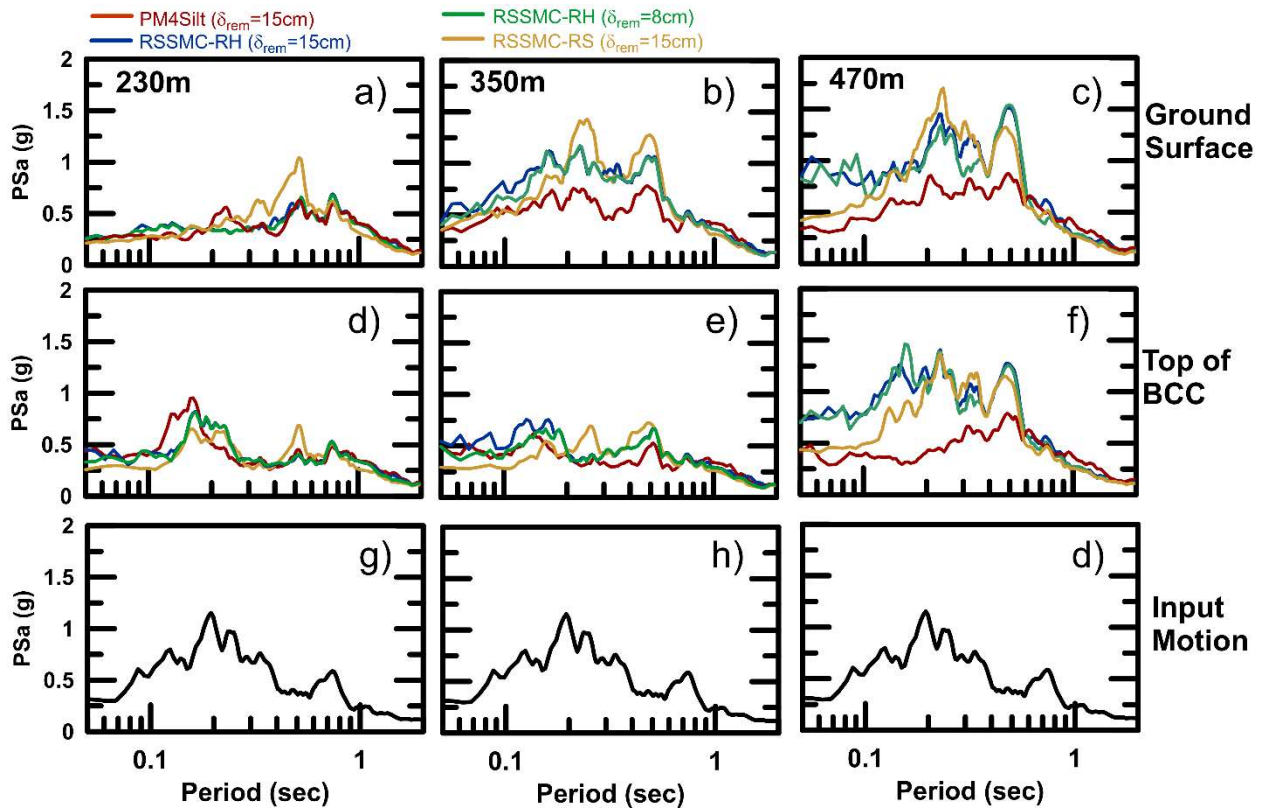 PM4Silt (δrem=15cm)
RSSMC-RH (δrem=8cm)
RSSMC-RH (δrem=15cm)
RSSMC-RS (δrem=15cm)
2
1.5
1
0.5
0
PSa (g)
230m
a)
350m
b)
470m
c)
Ground
Surface
2
1.5
1
0.5
0
PSa (g)
d)
e)
f)
Top of
BCC
2
1.5
1
0.5
0
PSa (g)
g)
h)
d)
Input
Motion
0.1
1
0.1
1
0.1
1
Period (sec)
Period (sec)
Period (sec)